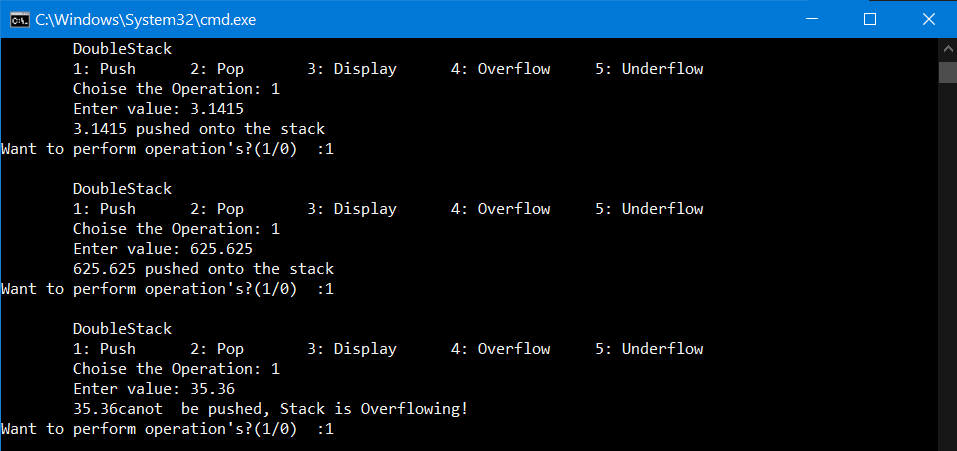 C:\Windows\System32\cmd.exe
DoubleStack
1: Push 2: Pop 3: Display 4: Overflow 5: Underflow
Choise the Operation: 1
Enter value: 3.1415
3.1415 pushed onto the stack
Want to perform operation's?(1/0) :1
DoubleStack
1: Push 2: Pop 3: Display 4: Overflow 5: Underflow
Choise the Operation: 1
Enter value: 625.625
625.625 pushed onto the stack
Want to perform operation's?(1/0) :1
DoubleStack
1: Push 2: Pop 3: Display 4: Overflow 5: Underflow
Choise the Operation: 1
Enter value: 35.36
35.36canot  be pushed, Stack is Overflowing!
Want to perform operation's?(1/0) :1